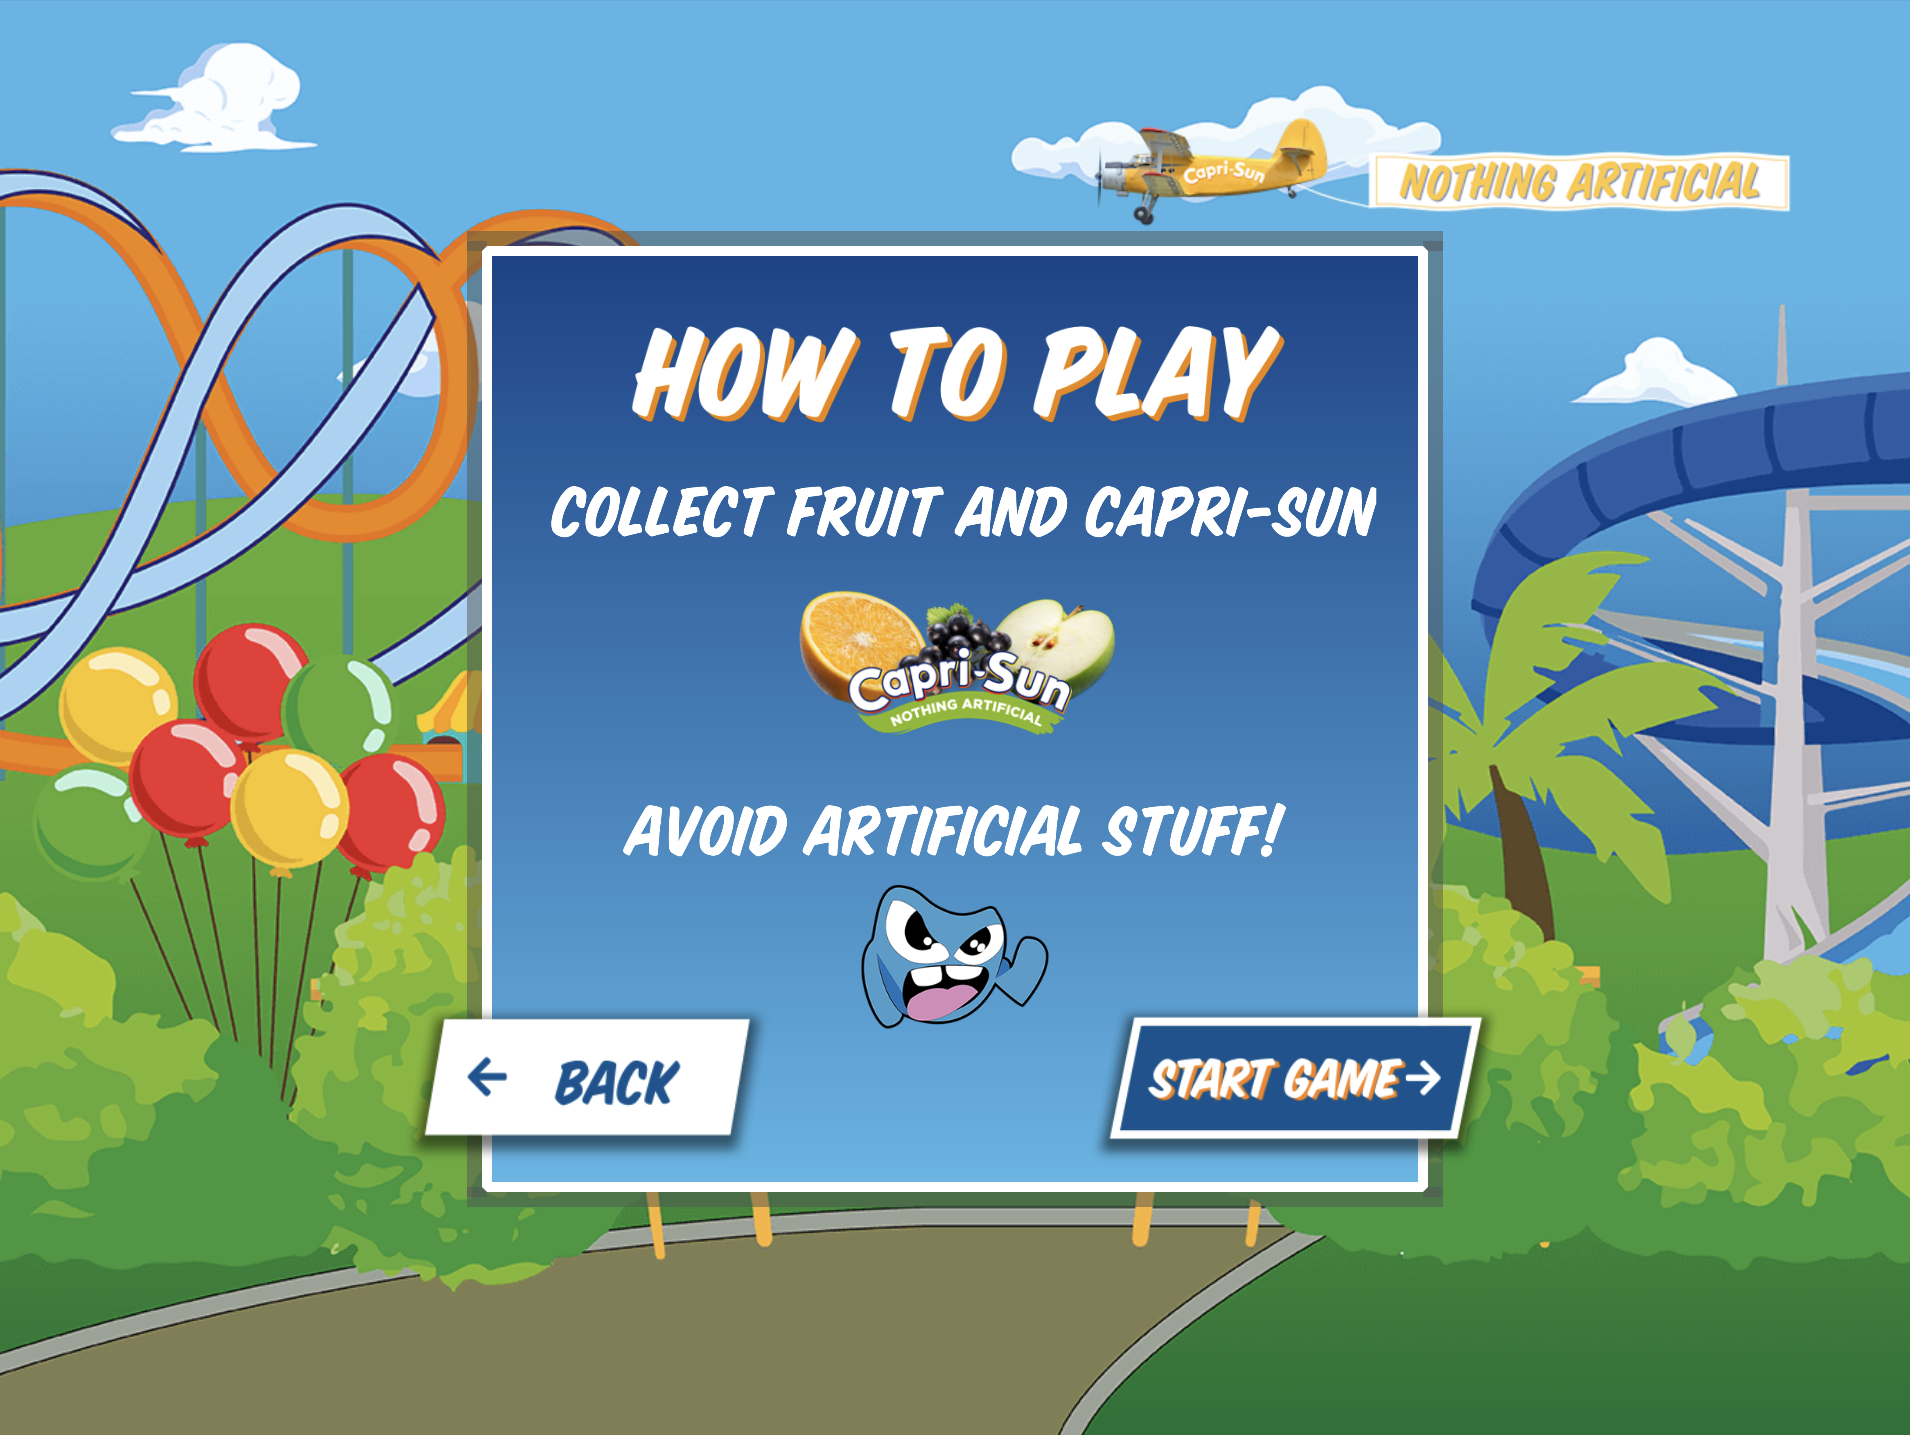 Capri-Sun
NOTHING ARTIFICIAL
HOW TO PLAY
COLLECT FRUIT AND CAPRI-SUN
Capri-Sun
NOTHING ARTIFICIAL
AVOID ARTIFICIAL STUFF!
← BACK
START GAME→